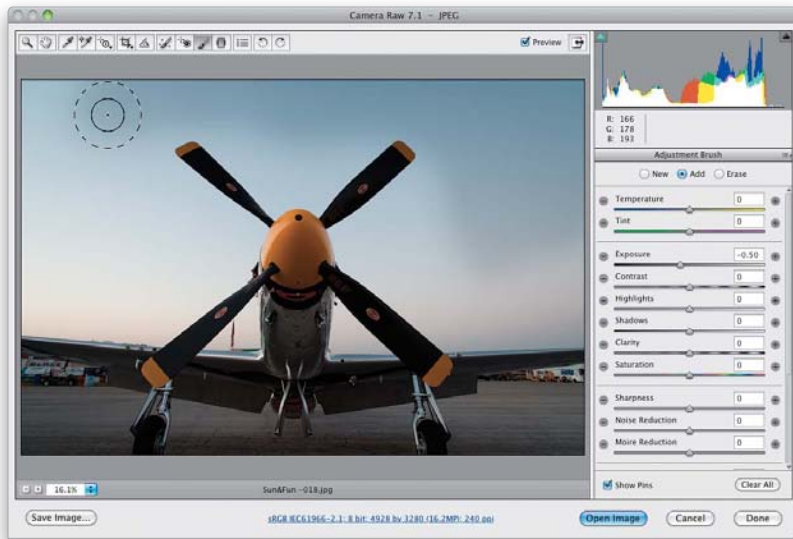 Camera Raw 7.1 – JPEG
Preview
R: 166
G: 178
B: 193
Adjustment Brush
New Add Erase
Temperature 0
Tint 0
Exposure -0.50
Contrast 0
Highlights 0
Shadows 0
Clarity 0
Saturation 0
Sharpness 0
Noise Reduction 0
Moire Reduction 0
Show Pins Clear All
16.1% Sun&Fun -018.jpg
Save Image... sRGB IEC61966-2.1; 8 bit; 4928 by 3280 (16.2MP); 240 ppi Open Image Cancel Done